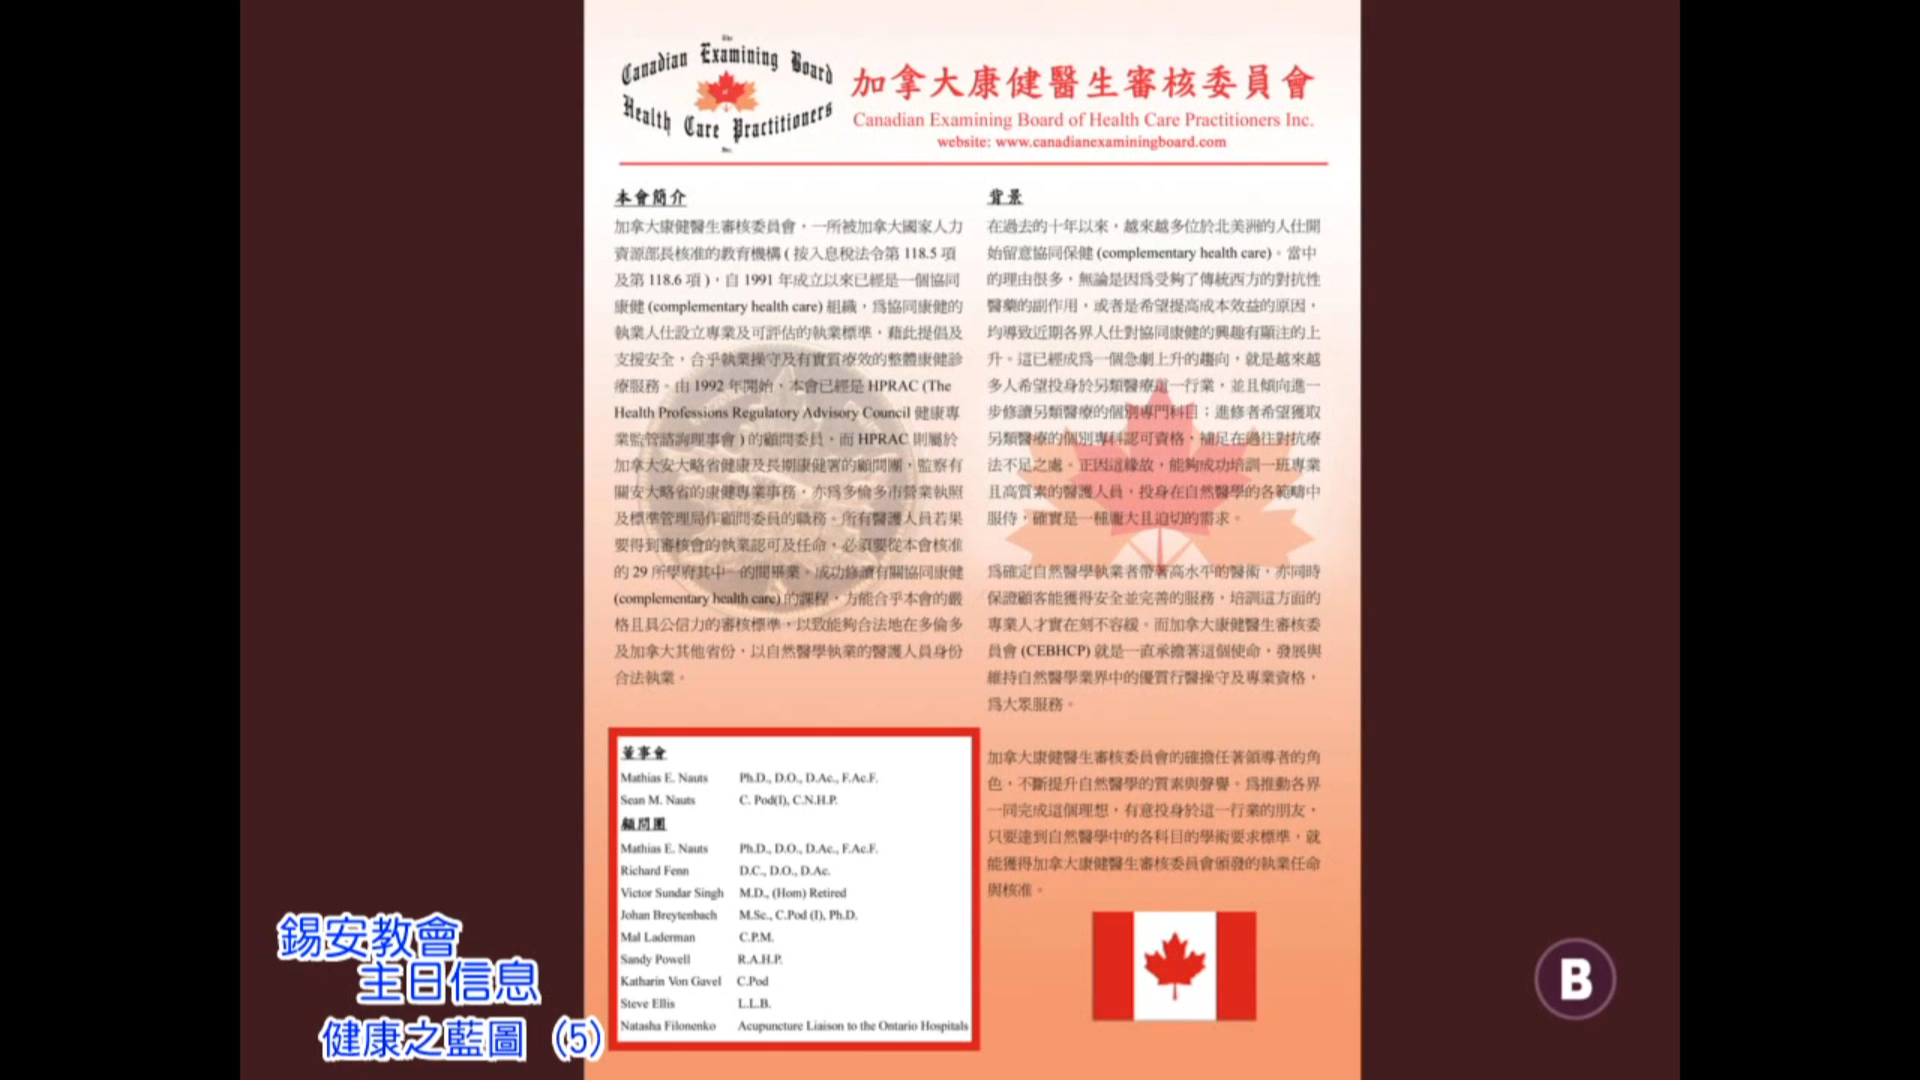 The
Canadian Examining Board
of
Health Care Practitioners
Inc.
加拿大康健醫生審核委員會
Canadian Examining Board of Health Care Practitioners Inc.
website: www.canadianexaminingboard.com
本會簡介
加拿大康健醫生審核委員會，一所被加拿大國家人力
資源部長核准的教育機構 ( 按入息稅法令第 118.5 項
及第 118.6 項 )，自 1991 年成立以來已經是一個協同
康健 (complementary health care) 組織，爲協同康健的
執業人仕設立專業及可評估的執業標準，藉此提倡及
支援安全，合乎執業操守及有實質療效的整體康健診
療服務。由 1992 年開始，本會已經是 HPRAC (The
Health Professions Regulatory Advisory Council 健康專
業監管諮詢理事會 ) 的顧問委員，而 HPRAC 則屬於
加拿大安大略省健康及長期康健署的顧問團，監察有
關安大略省的康健專業事務，亦爲多倫多市營業執照
及標準管理局作顧問委員的職務。所有醫護人員若果
要得到審核會的執業認可及任命，必須要從本會核准
的 29 所學府其中一的間畢業。成功修讀有關協同康健
(complementary health care) 的課程，方能合乎本會的嚴
格且具公信力的審核標準，以致能夠合法地在多倫多
及加拿大其他省份，以自然醫學執業的醫護人員身份
合法執業。
董事會
Mathias E. Nauts Ph.D., D.O., D.Ac., F.Ac.F.
Sean M. Nauts C. Pod(I), C.N.H.P.
顧問團
Mathias E. Nauts Ph.D., D.O., D.Ac., F.Ac.F.
Richard Fenn D.C., D.O., D.Ac.
Victor Sundar Singh M.D., (Hom) Retired
Johan Breytenbach M.Sc., C.Pod (I), Ph.D.
Mal Laderman C.P.M.
Sandy Powell R.A.H.P.
Katharin Von Gavel C.Pod
Steve Ellis L.L.B.
Natasha Filonenko Acupuncture Liaison to the Ontario Hospitals
背景
在過去的十年以來，越來越多位於北美洲的人仕開
始留意協同保健 (complementary health care)。當中
的理由很多，無論是因爲受夠了傳統西方的對抗性
醫藥的副作用，或者是希望提高成本效益的原因，
均導致近期各界人仕對協同康健的興趣有顯注的上
升。這已經成爲一個急劇上升的趨向，就是越來越
多人希望投身於另類醫療這一行業，並且傾向進一
步修讀另類醫療的個別專門科目；進修者希望獲取
另類醫療的個別專科認可資格，補足在過往對抗療
法不足之處。正因這緣故，能夠成功培訓一班專業
且高質素的醫護人員，投身在自然醫學的各範疇中
服侍，確實是一種龐大且迫切的需求。
爲確定自然醫學執業者帶著高水平的醫術，亦同時
保證顧客能獲得安全並完善的服務，培訓這方面的
專業人才實在刻不容緩。而加拿大康健醫生審核委
員會 (CEBHCP) 就是一直承擔著這個使命，發展與
維持自然醫學業界中的優質行醫操守及專業資格，
爲大眾服務。
加拿大康健醫生審核委員會的確擔任著領導者的角
色，不斷提升自然醫學的質素與聲譽。爲推動各界
一同完成這個理想，有意投身於這一行業的朋友，
只要達到自然醫學中的各科目的學術要求標準，就
能獲得加拿大康健醫生審核委員會頒發的執業任命
與核准。
錫安教會
主日信息
健康之藍圖 (5)
B